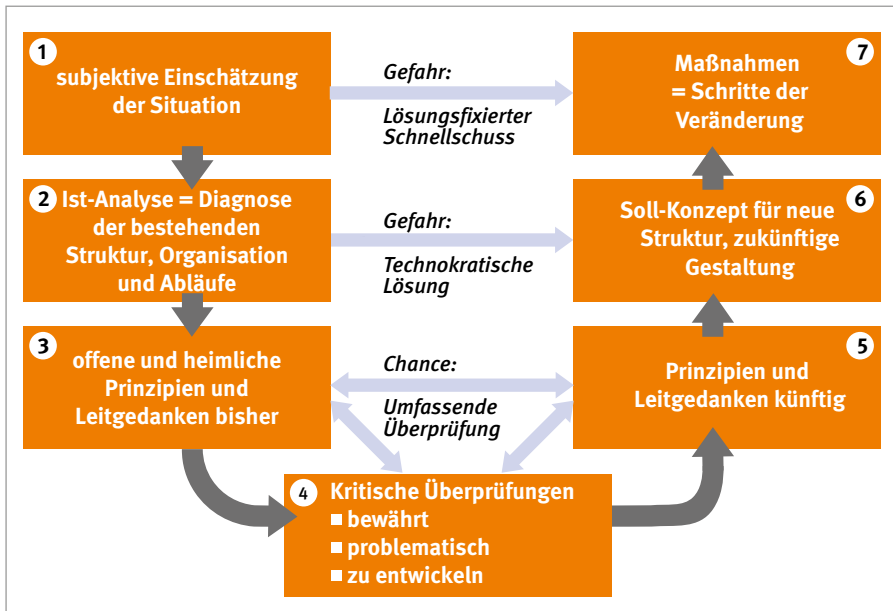 1
subjektive Einschätzung
der Situation
Gefahr:
Lösungsfixierter
Schnellschuss
7
Maßnahmen
= Schritte der
Veränderung
2
Ist-Analyse = Diagnose
der bestehenden
Struktur, Organisation
und Abläufe
Gefahr:
Technokratische
Lösung
6
Soll-Konzept für neue
Struktur, zukünftige
Gestaltung
3
offene und heimliche
Prinzipien und
Leitgedanken bisher
Chance:
Umfassende
Überprüfung
5
Prinzipien und
Leitgedanken künftig
4
Kritische Überprüfungen
bewährt
problematisch
zu entwickeln